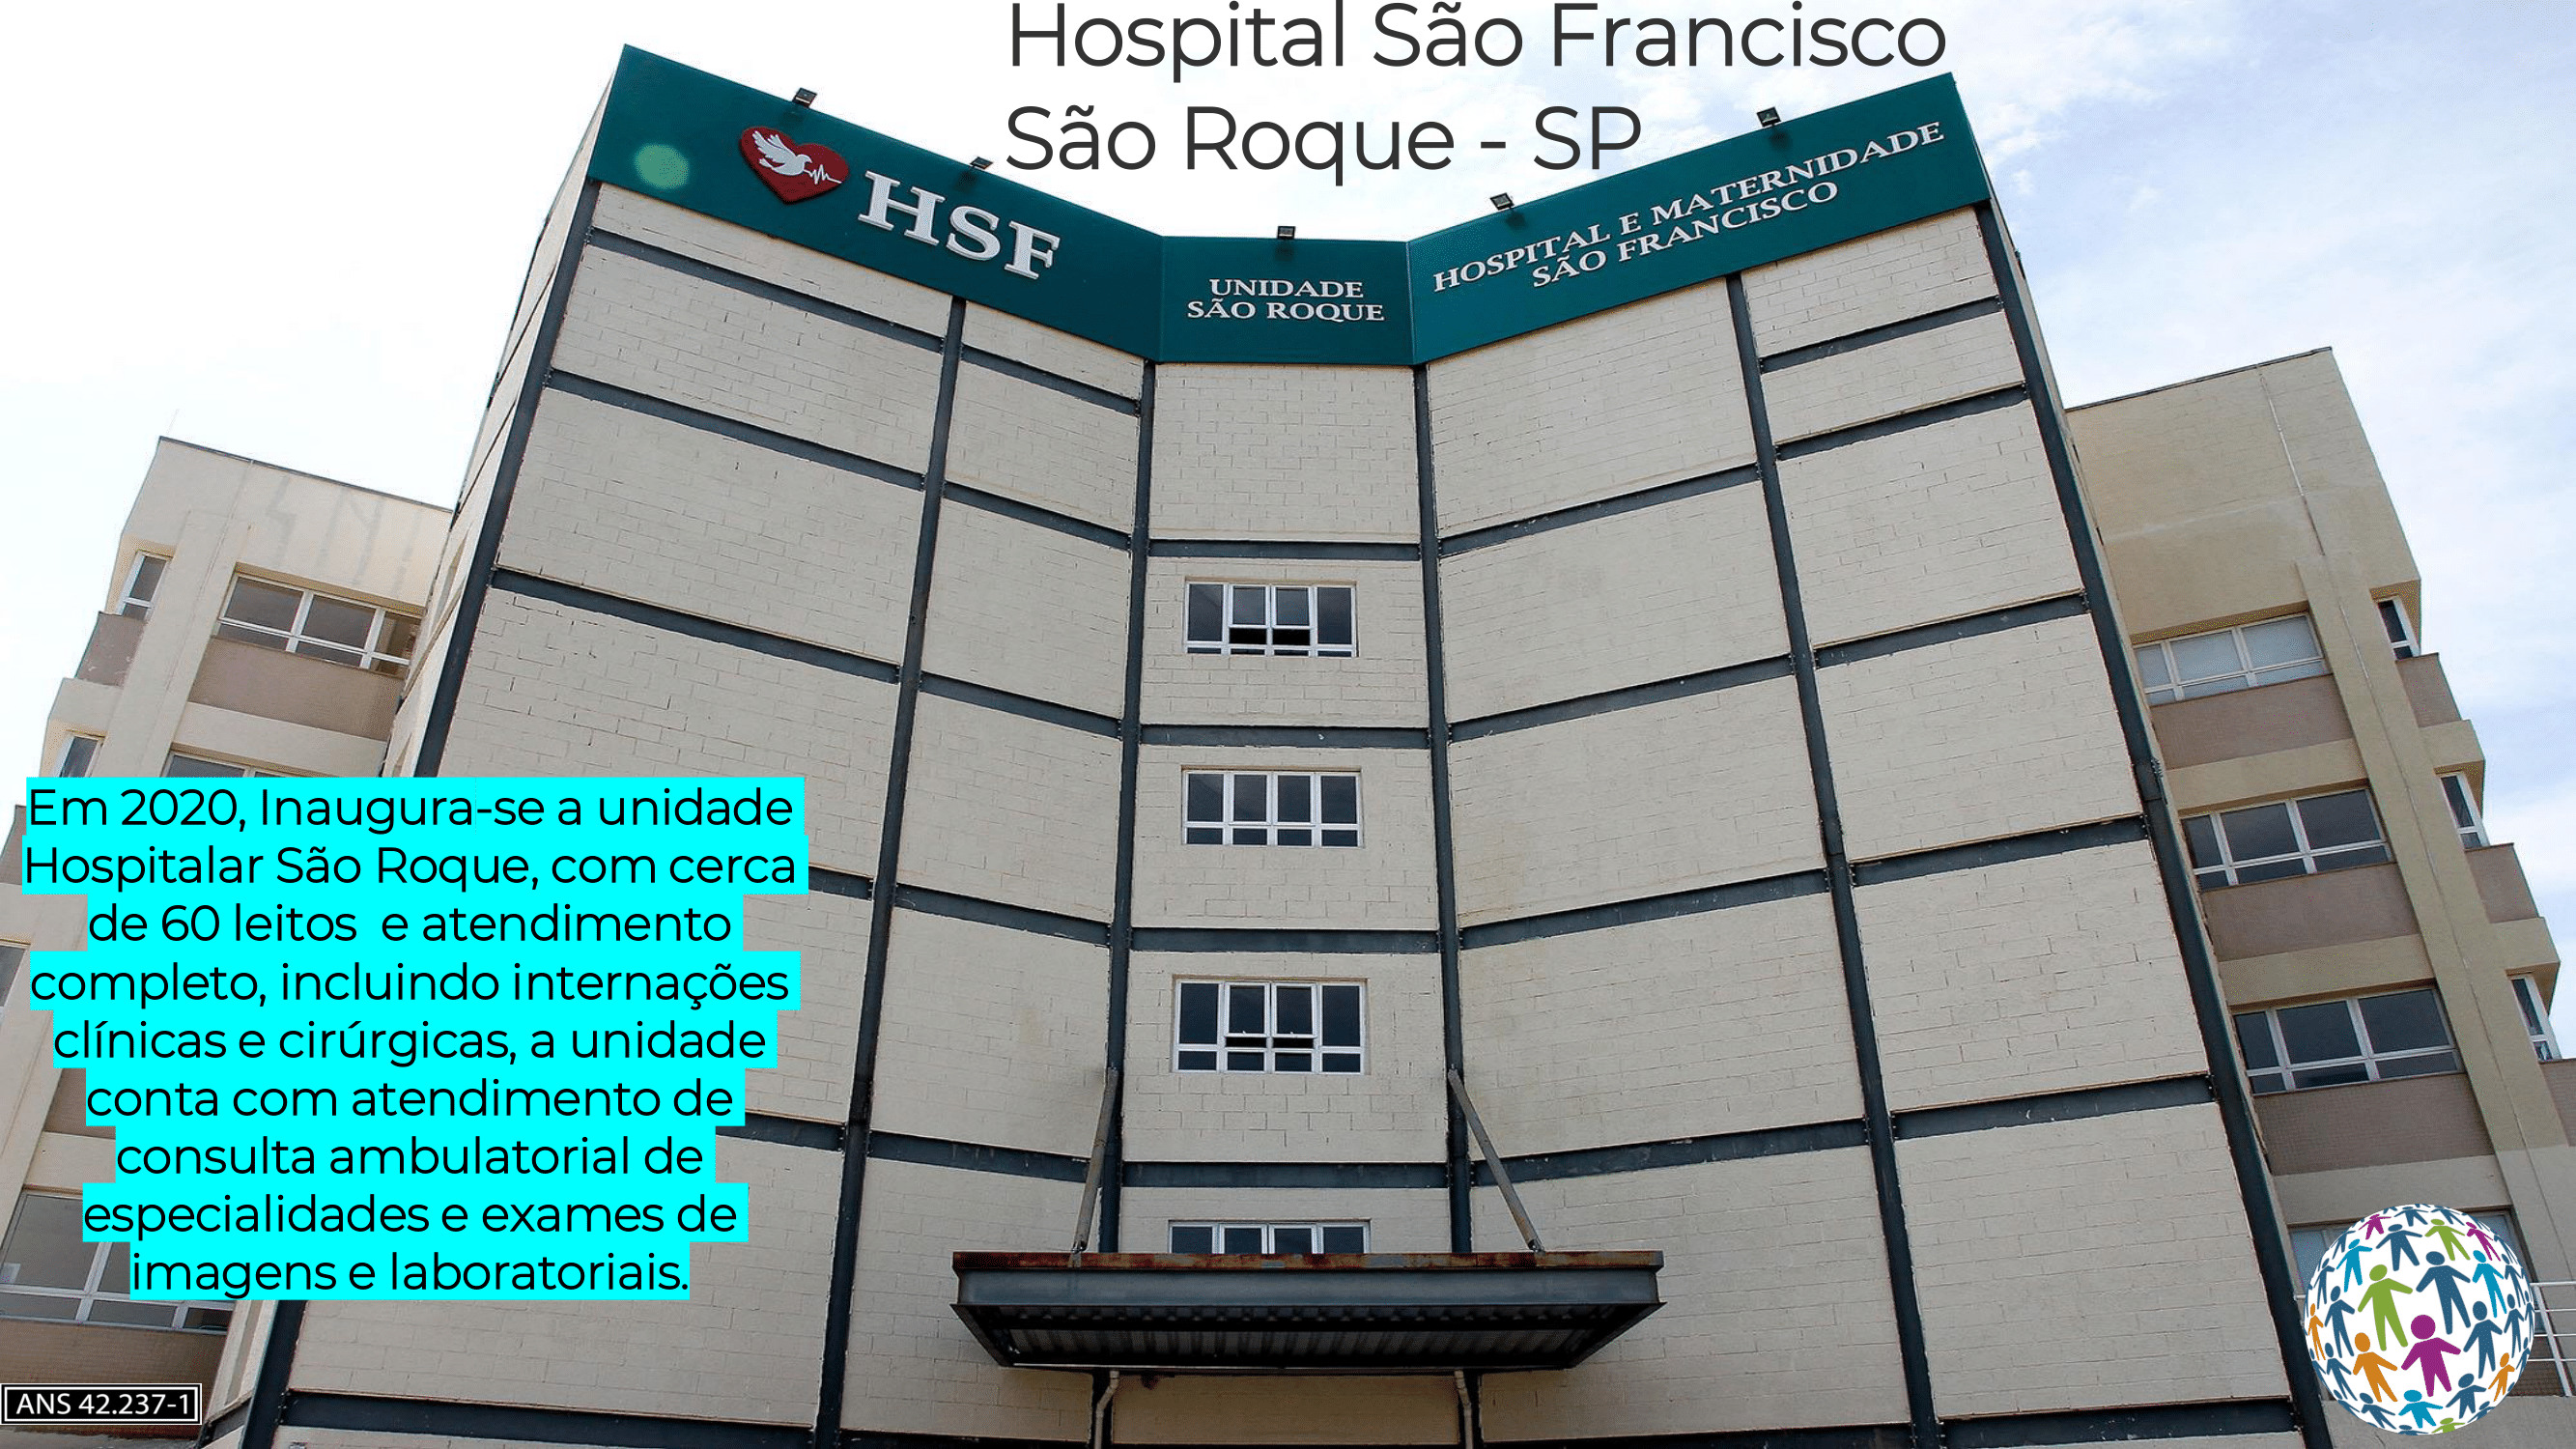 Hospital São Francisco
São Roque - SP
HSF
UNIDADE
SÃO ROQUE
HOSPITAL E MATERNIDADE
SÃO FRANCISCO
Em 2020, Inaugura-se a unidade
Hospitalar São Roque, com cerca
de 60 leitos  e atendimento
completo, incluindo internações
clínicas e cirúrgicas, a unidade
conta com atendimento de
consulta ambulatorial de
especialidades e exames de
imagens e laboratoriais.
ANS 42.237-1